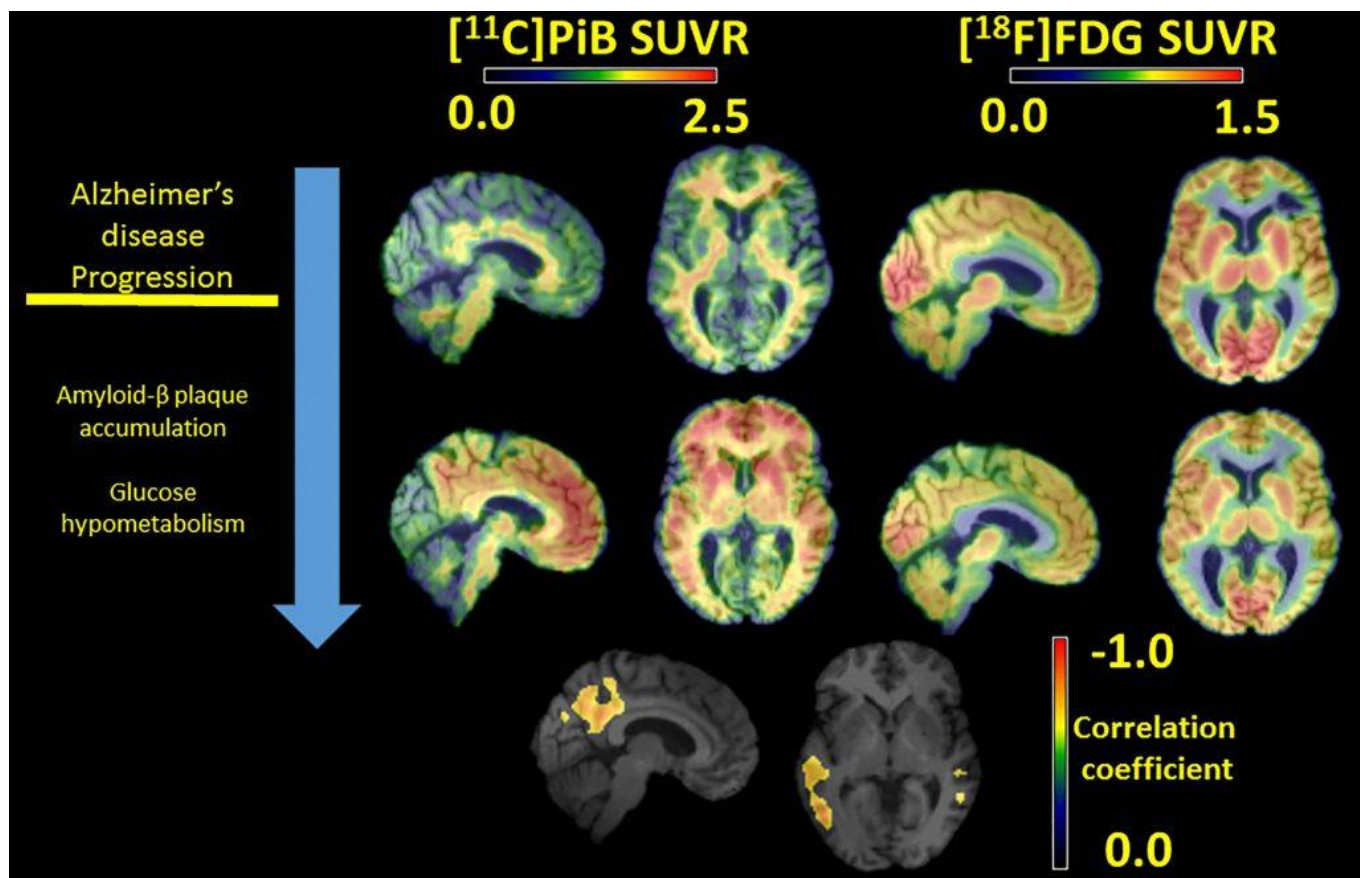 [¹¹C]PiB SUVR
0.0
2.5
[¹⁸F]FDG SUVR
0.0
1.5
Alzheimer’s
disease
Progression
Amyloid-β plaque
accumulation
Glucose
hypometabolism
-1.0
Correlation
coefficient
0.0